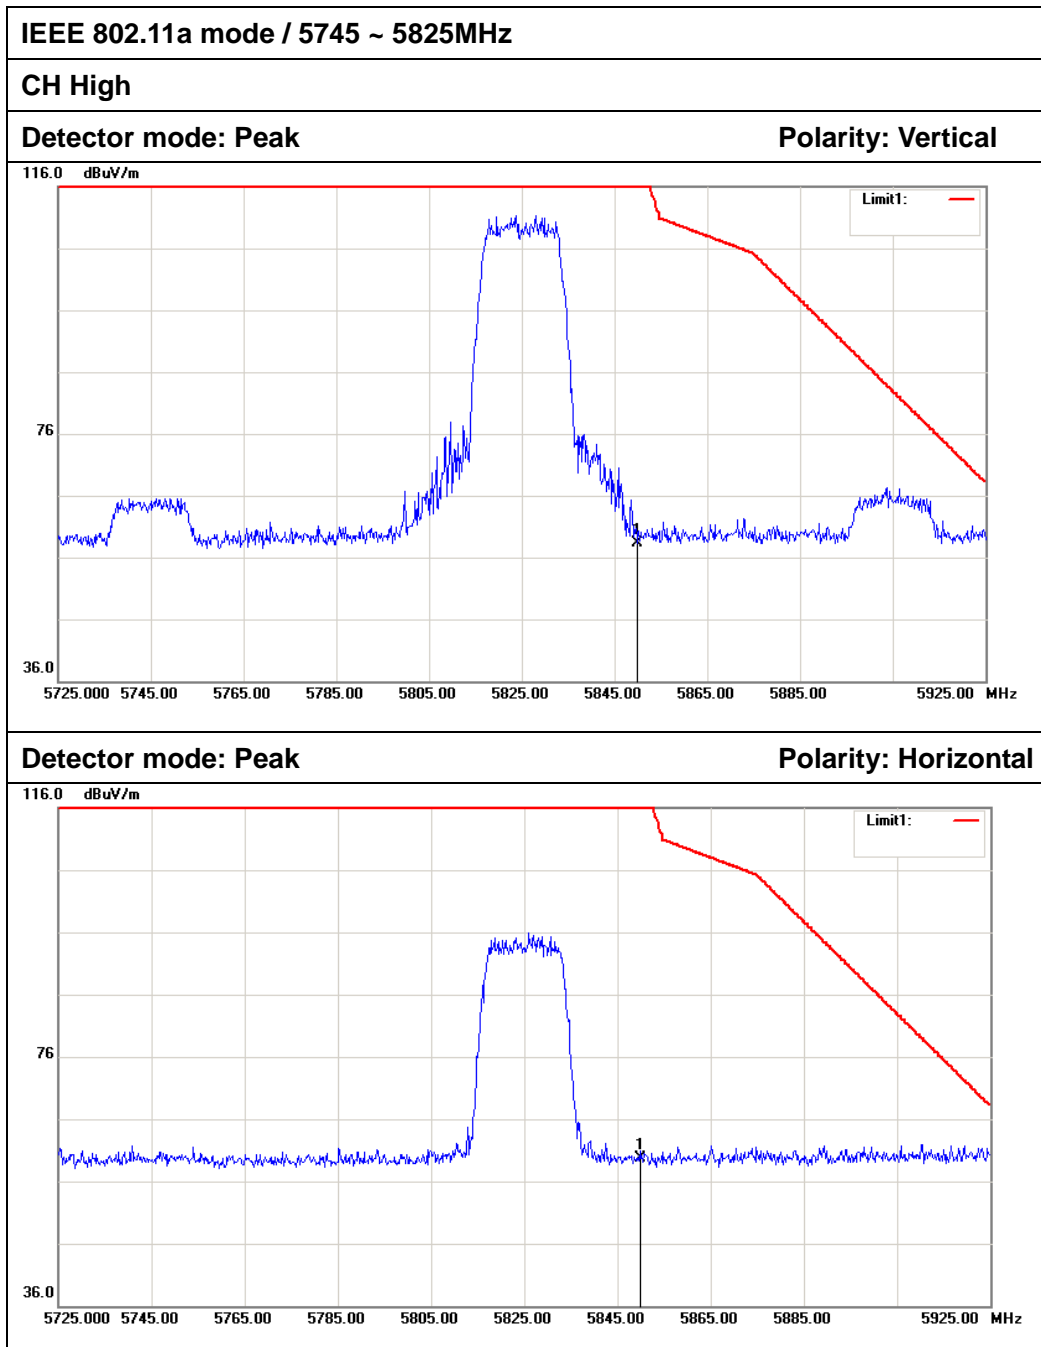 IEEE 802.11a mode / 5745 ~ 5825MHz
CH High
Detector mode: Peak Polarity: Vertical
116.0 dBuV/m
Limit1:
76
1
36.0
5725.000 5745.00 5765.00 5785.00 5805.00 5825.00 5845.00 5865.00 5885.00 5925.00 MHz
Detector mode: Peak Polarity: Horizontal
116.0 dBuV/m
Limit1:
76
1
36.0
5725.000 5745.00 5765.00 5785.00 5805.00 5825.00 5845.00 5865.00 5885.00 5925.00 MHz